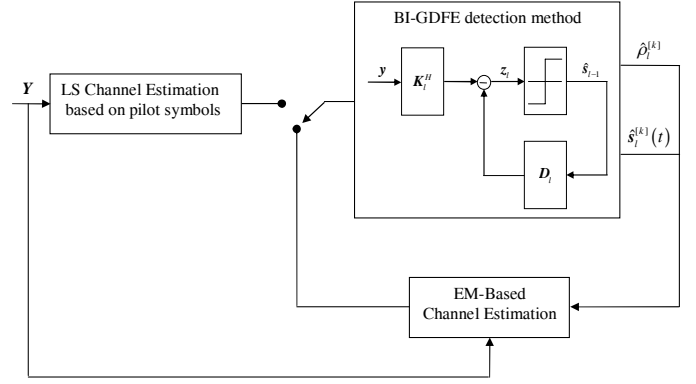 BI-GDFE detection method
Y
LS Channel Estimation
based on pilot symbols
y
K_l^H
−
z_l
ŝ_{l−1}
D_l
ρ̂_l^{[k]}
ŝ_l^{[k]}(t)
EM-Based
Channel Estimation